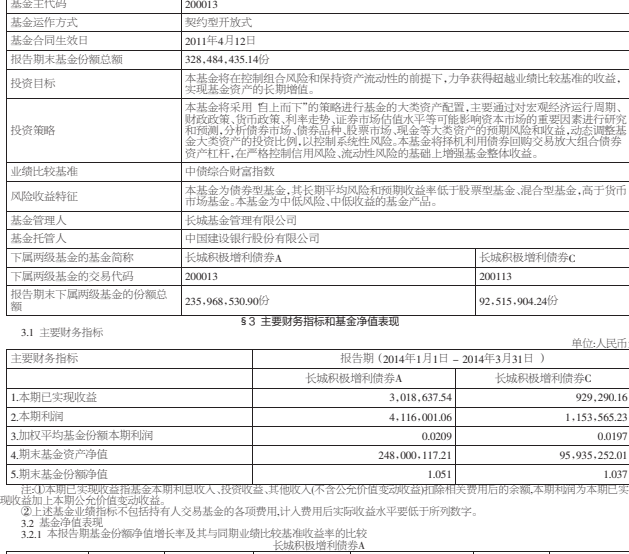 基金主代码 200013
基金运作方式 契约型开放式
基金合同生效日 2011年4月12日
报告期末基金份额总额 328,484,435.14份
投资目标 本基金将在控制组合风险和保持资产流动性的前提下,力争获得超越业绩比较基准的收益,
实现基金资产的长期增值。
投资策略 本基金将采用“自上而下”的策略进行基金的大类资产配置,主要通过对宏观经济运行周期、
财政政策、货币政策、利率走势、证券市场估值水平等可能影响资本市场的重要因素进行研究
和预测,分析债券市场、债券品种、股票市场、现金等大类资产的预期风险和收益,动态调整基
金大类资产的投资比例,以控制系统性风险。本基金将择机利用债券回购交易放大组合债券
资产杠杆,在严格控制信用风险、流动性风险的基础上增强基金整体收益。
业绩比较基准 中债综合财富指数
风险收益特征 本基金为债券型基金,其长期平均风险和预期收益率低于股票型基金、混合型基金,高于货币
市场基金。本基金为中低风险、中低收益的基金产品。
基金管理人 长城基金管理有限公司
基金托管人 中国建设银行股份有限公司
下属两级基金的基金简称 长城积极增利债券A 长城积极增利债券C
下属两级基金的交易代码 200013 200113
报告期末下属两级基金的份额总
额 235,968,530.90份 92,515,904.24份
§3 主要财务指标和基金净值表现
3.1 主要财务指标
单位:人民币
主要财务指标 报告期(2014年1月1日-2014年3月31日)
长城积极增利债券A 长城积极增利债券C
1.本期已实现收益 3,018,637.54 929,290.16
2.本期利润 4,116,001.06 1,153,565.23
3.加权平均基金份额本期利润 0.0209 0.0197
4.期末基金资产净值 248,000,117.21 95,935,252.01
5.期末基金份额净值 1.051 1.037
注:①本期已实现收益指基金本期利息收入、投资收益、其他收入(不含公允价值变动收益)扣除相关费用后的余额,本期利润为本期已实
现收益加上本期公允价值变动收益。
②上述基金业绩指标不包括持有人交易基金的各项费用,计入费用后实际收益水平要低于所列数字。
3.2 基金净值表现
3.2.1 本报告期基金份额净值增长率及其与同期业绩比较基准收益率的比较
长城积极增利债券A